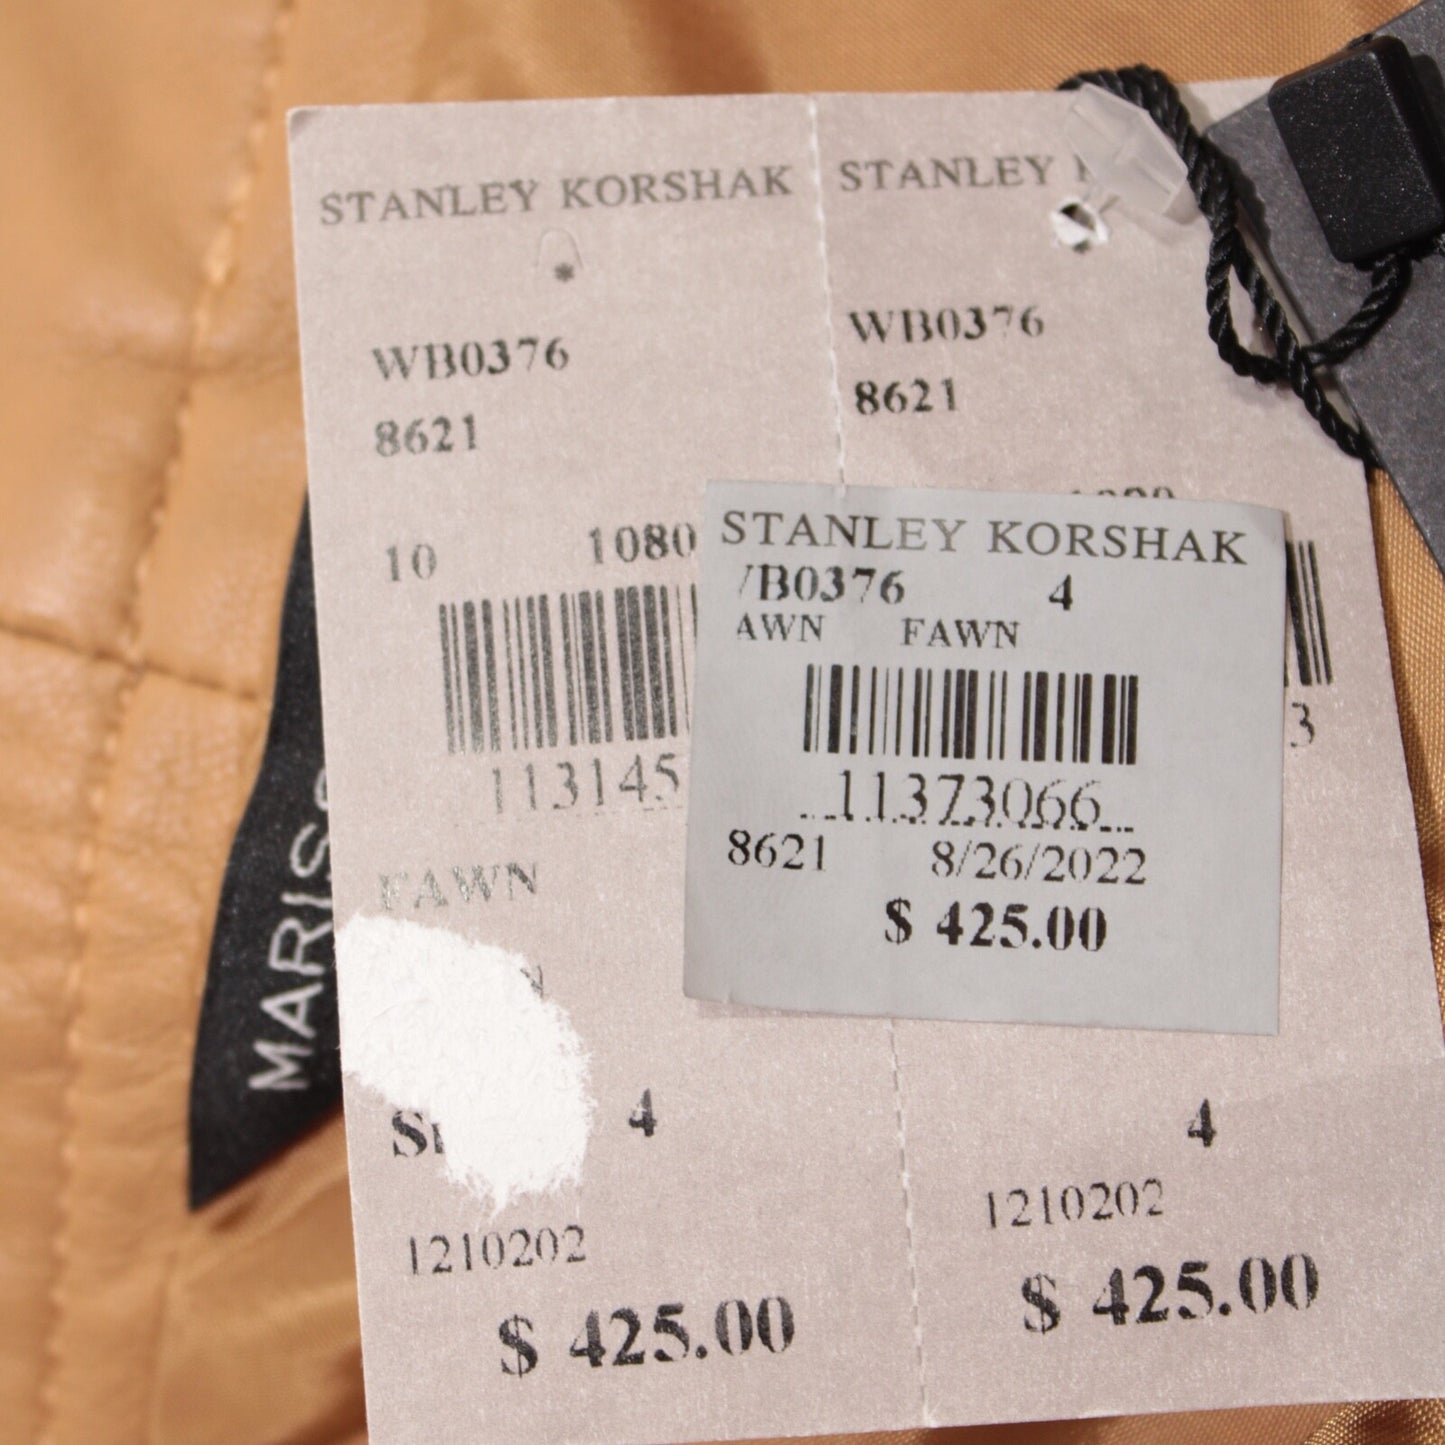 STANLEY KORSHAK
*
WB0376
8621
10 1080
113145
FAWN
4
1210202
$ 425.00
STANLEY
WB0376
8621
3
4
1210202
$ 425.00
STANLEY KORSHAK
/B0376 4
AWN FAWN
11373066
8621 8/26/2022
$ 425.00